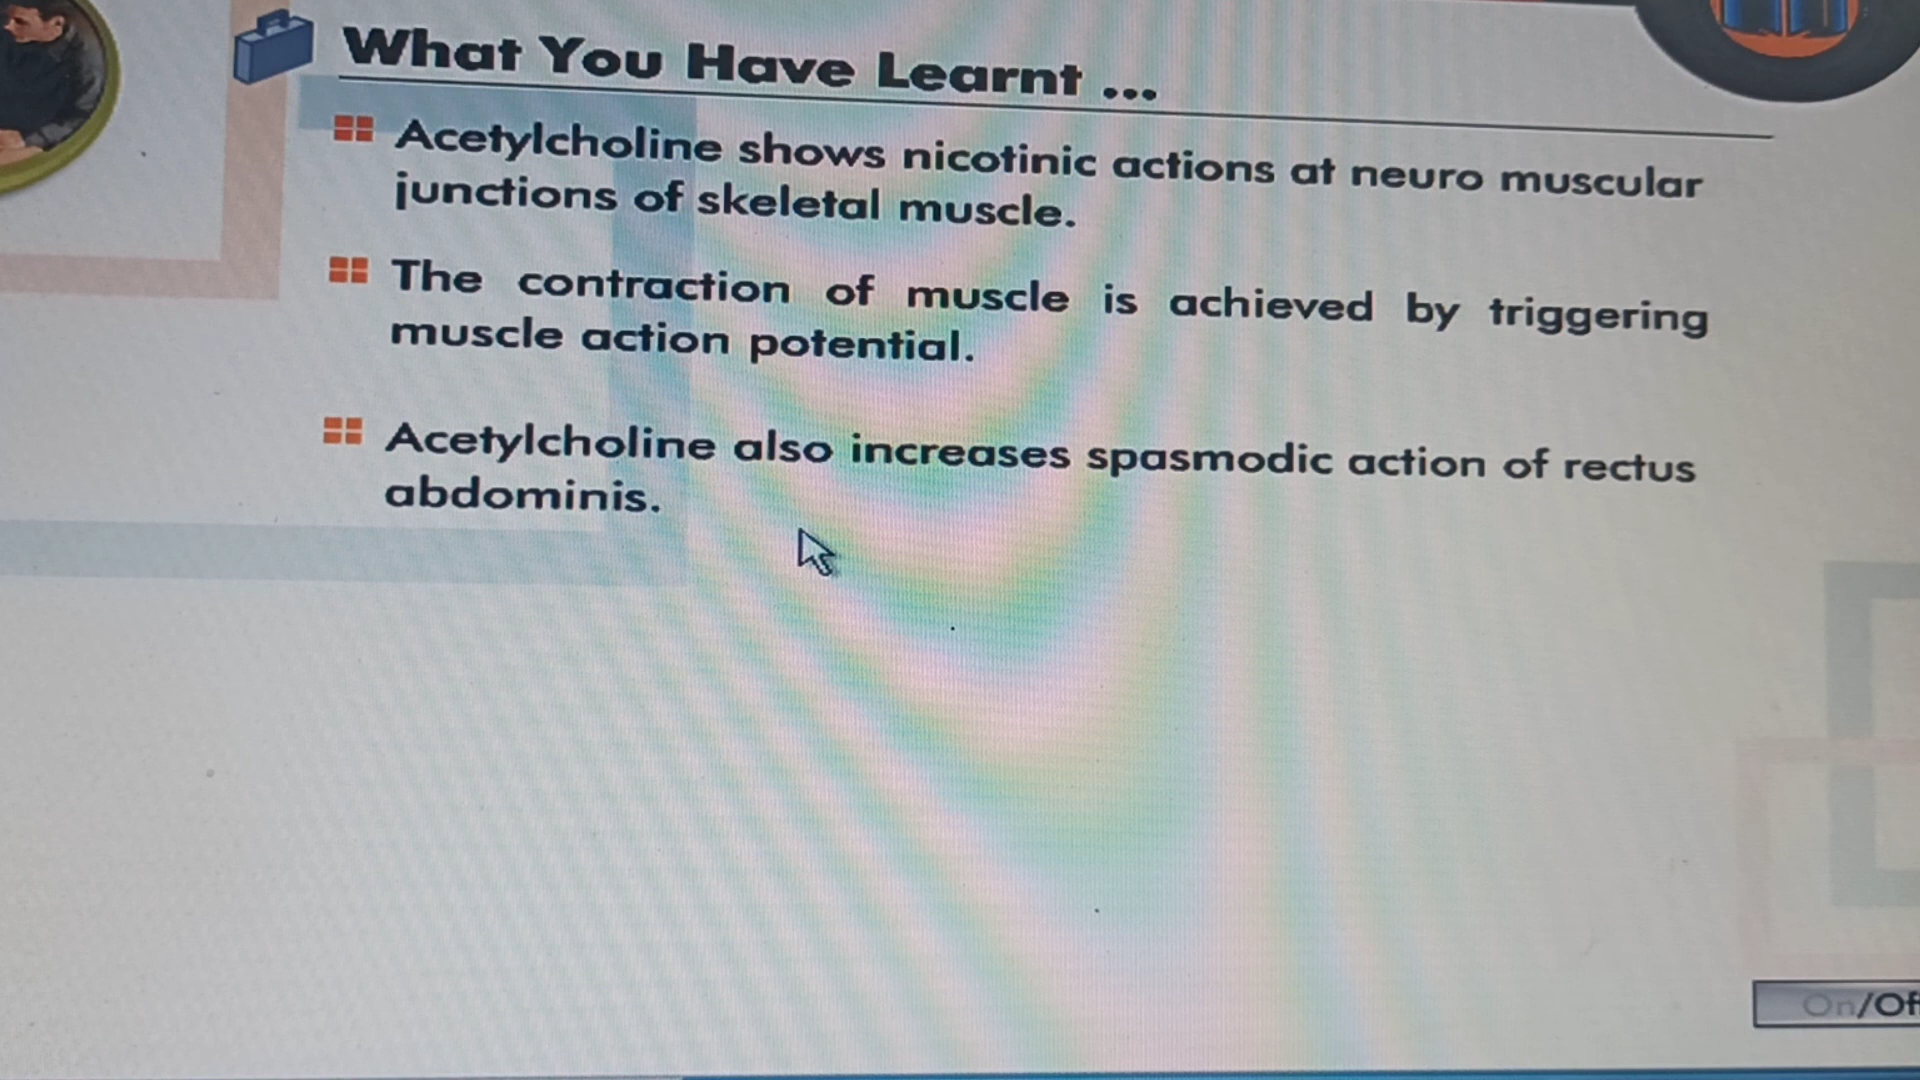 What You Have Learnt ...
Acetylcholine shows nicotinic actions at neuro muscular
junctions of skeletal muscle.
The contraction of muscle is achieved by triggering
muscle action potential.
Acetylcholine also increases spasmodic action of rectus
abdominis.
On/Of